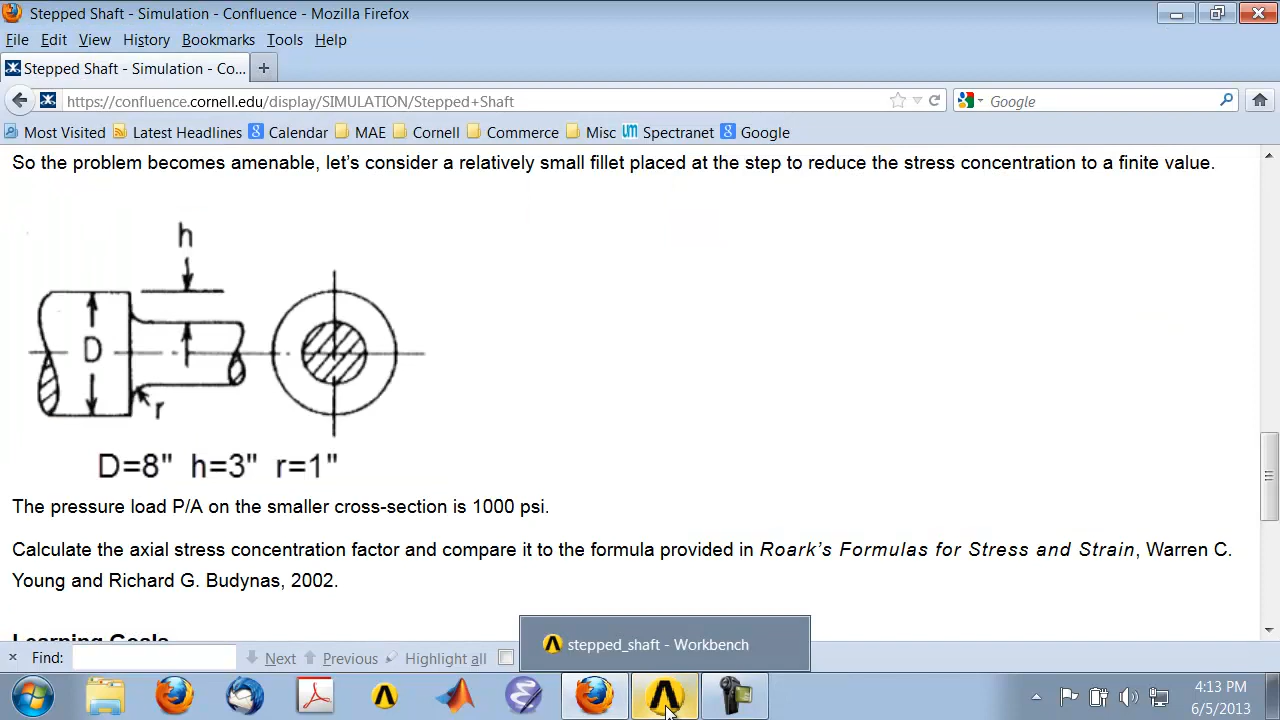 Stepped Shaft - Simulation - Confluence - Mozilla Firefox
File Edit View History Bookmarks Tools Help
Stepped Shaft - Simulation - Co... +
https://confluence.cornell.edu/display/SIMULATION/Stepped+Shaft Google
Most Visited Latest Headlines Calendar MAE Cornell Commerce Misc Spectranet Google
So the problem becomes amenable, let's consider a relatively small fillet placed at the step to reduce the stress concentration to a finite value.
h
D
r
D=8" h=3" r=1"
The pressure load P/A on the smaller cross-section is 1000 psi.
Calculate the axial stress concentration factor and compare it to the formula provided in Roark's Formulas for Stress and Strain, Warren C.
Young and Richard G. Budynas, 2002.
Learning Goals
stepped_shaft - Workbench
× Find: Next Previous Highlight all
4:13 PM
6/5/2013